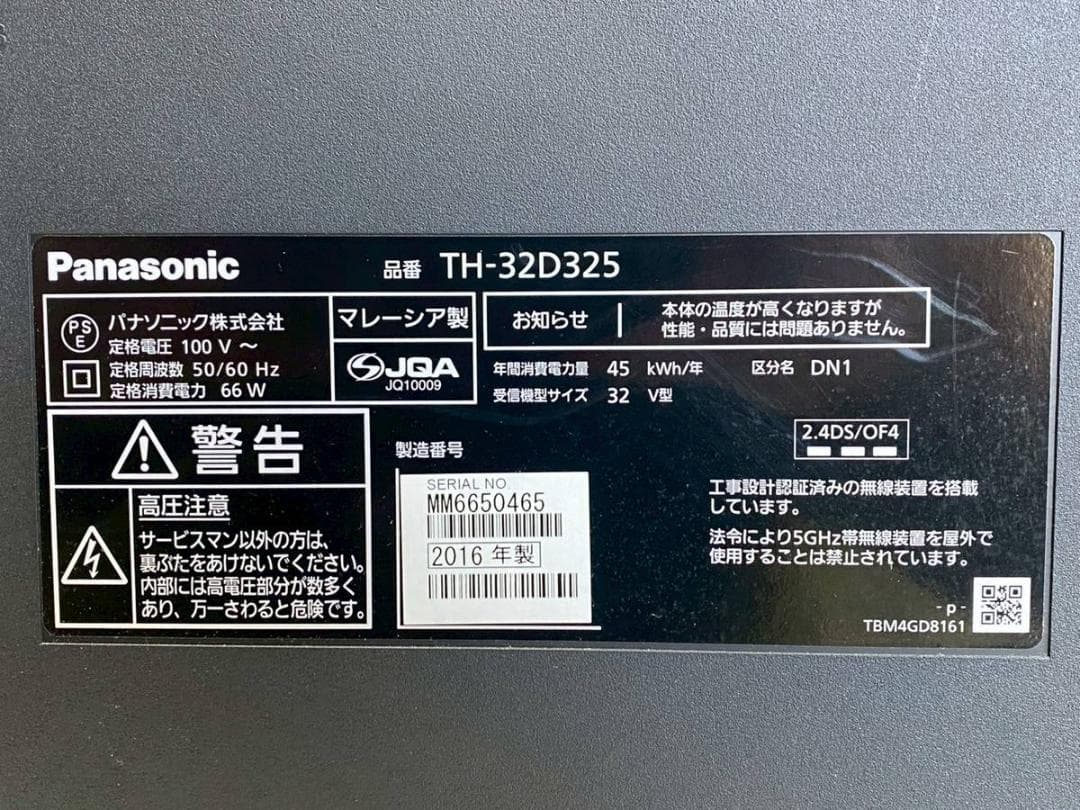 Panasonic
品番 TH-32D325
PS
E
パナソニック株式会社
定格電圧 100 V ～
定格周波数 50/60 Hz
定格消費電力 66 W
マレーシア製
JQA
JQ10009
お知らせ
本体の温度が高くなりますが
性能・品質には問題ありません。
年間消費電力量 45 kWh/年 区分名 DN1
受信機型サイズ 32 V型
警告
高圧注意
サービスマン以外の方は、
裏ぶたをあけないでください。
内部には高電圧部分が数多く
あり、万一さわると危険です。
製造番号
SERIAL NO.
MM6650465
2016 年製
2.4DS/OF4
工事設計認証済みの無線装置を搭載
しています。
法令により5GHz帯無線装置を屋外で
使用することは禁止されています。
- p -
TBM4GD8161